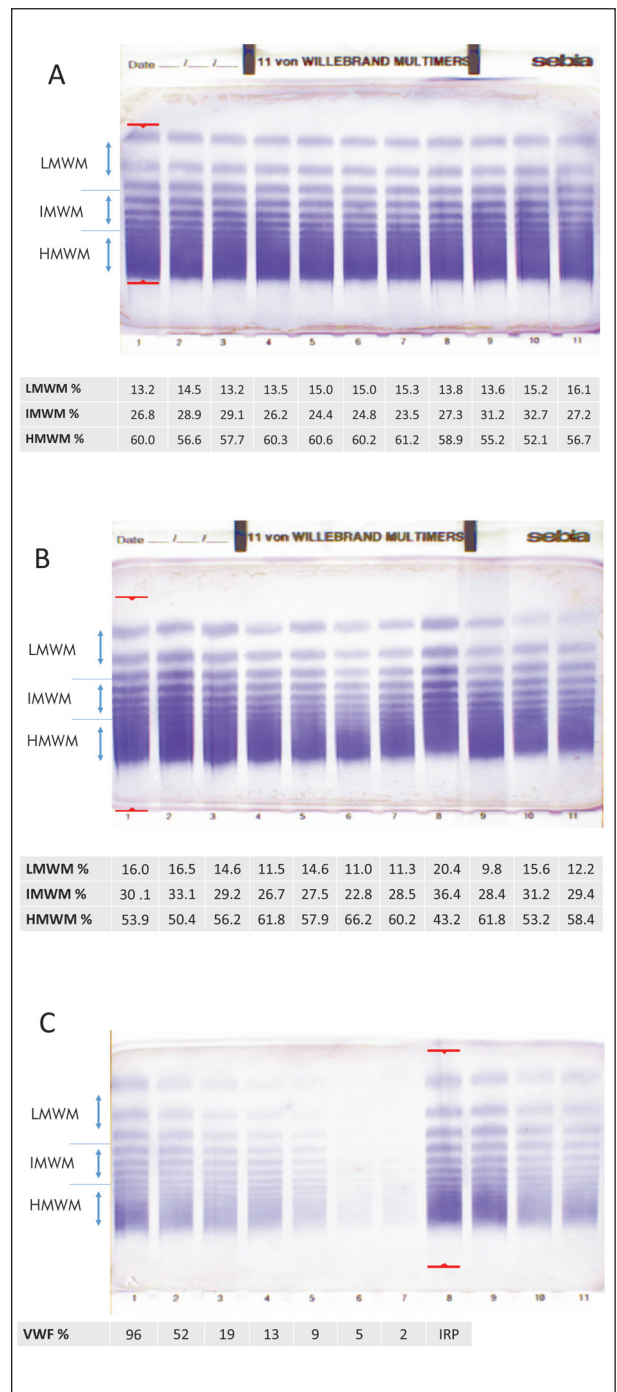 A
Date ___/___/___ 11 von WILLEBRAND MULTIMERS sebia
LMWM
IMWM
HMWM
1 2 3 4 5 6 7 8 9 10 11
LMWM % 13.2 14.5 13.2 13.5 15.0 15.0 15.3 13.8 13.6 15.2 16.1
IMWM % 26.8 28.9 29.1 26.2 24.4 24.8 23.5 27.3 31.2 32.7 27.2
HMWM % 60.0 56.6 57.7 60.3 60.6 60.2 61.2 58.9 55.2 52.1 56.7
B
Date ___/___/___ 11 von WILLEBRAND MULTIMERS sebia
LMWM
IMWM
HMWM
1 2 3 4 5 6 7 8 9 10 11
LMWM % 16.0 16.5 14.6 11.5 14.6 11.0 11.3 20.4 9.8 15.6 12.2
IMWM % 30 .1 33.1 29.2 26.7 27.5 22.8 28.5 36.4 28.4 31.2 29.4
HMWM % 53.9 50.4 56.2 61.8 57.9 66.2 60.2 43.2 61.8 53.2 58.4
C
LMWM
IMWM
HMWM
1 2 3 4 5 6 7 8 9 10 11
VWF % 96 52 19 13 9 5 2 IRP